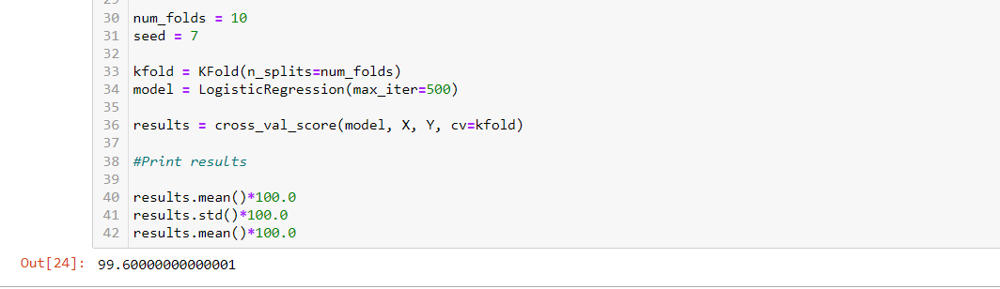 30 num_folds = 10
31 seed = 7
32
33 kfold = KFold(n_splits=num_folds)
34 model = LogisticRegression(max_iter=500)
35
36 results = cross_val_score(model, X, Y, cv=kfold)
37
38 #Print results
39
40 results.mean()*100.0
41 results.std()*100.0
42 results.mean()*100.0
Out[24]: 99.60000000000001